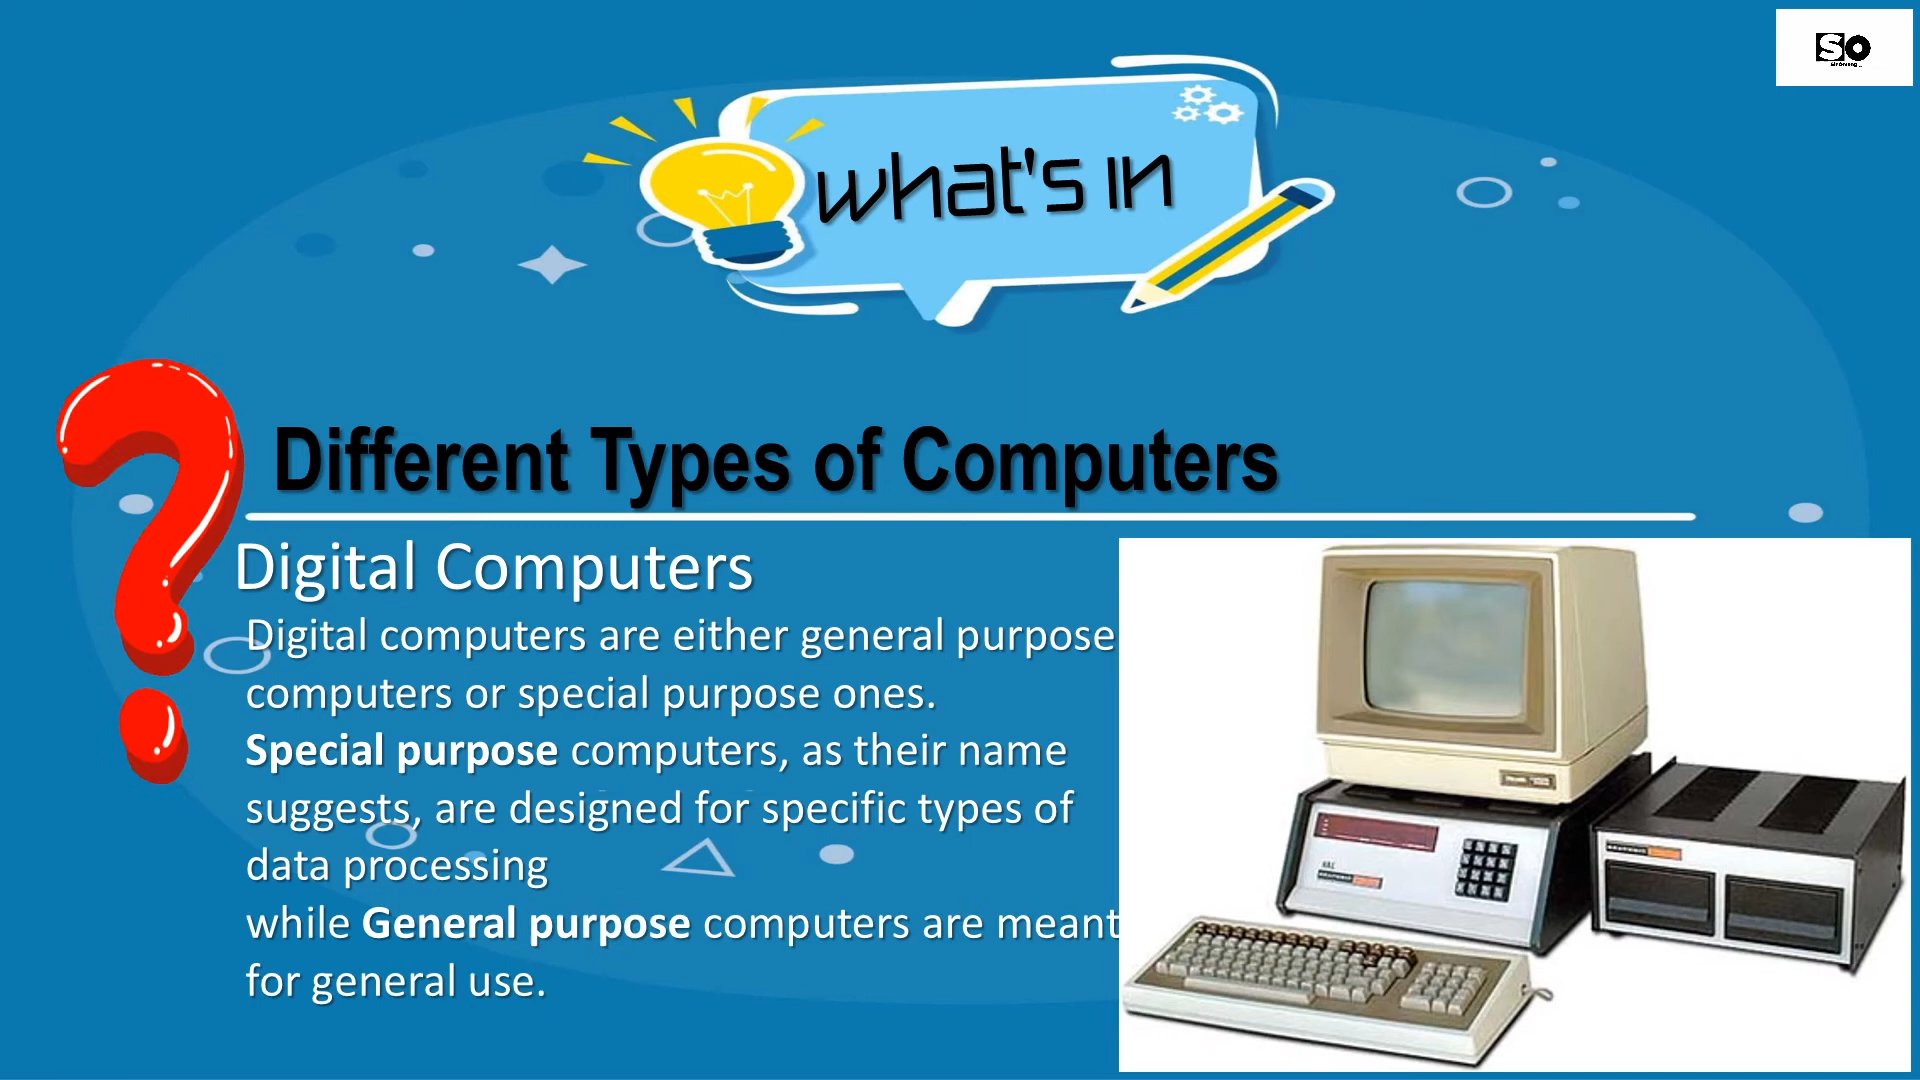 SO
what's in
Different Types of Computers
Digital Computers
Digital computers are either general purpose
computers or special purpose ones.
Special purpose computers, as their name
suggests, are designed for specific types of
data processing
while General purpose computers are meant
for general use.